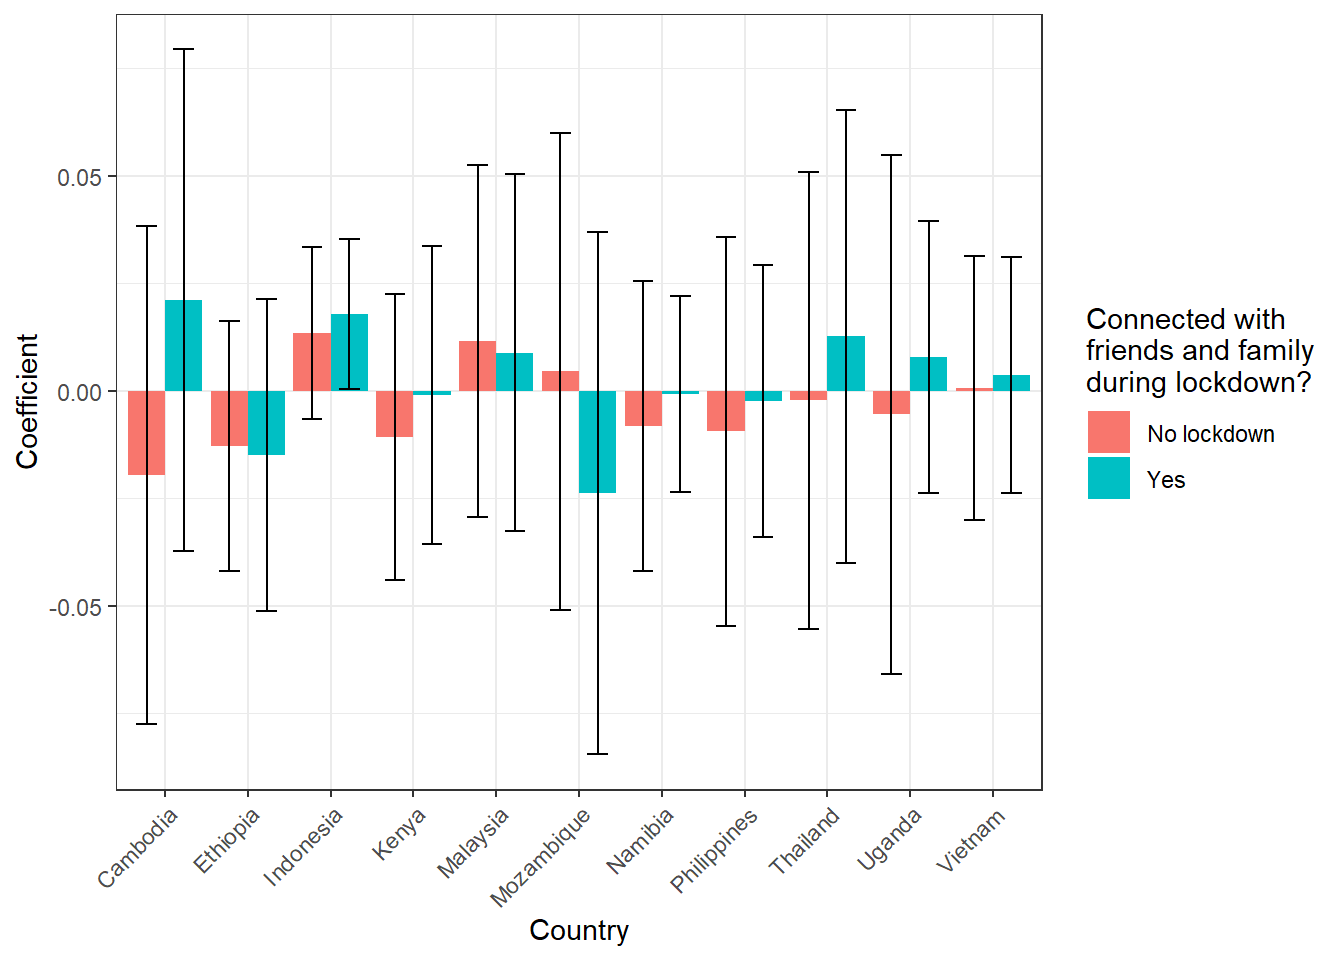 0.05
0.00
-0.05
Coefficient
Cambodia
Ethiopia
Indonesia
Kenya
Malaysia
Mozambique
Namibia
Philippines
Thailand
Uganda
Vietnam
Country
Connected with
friends and family
during lockdown?
No lockdown
Yes